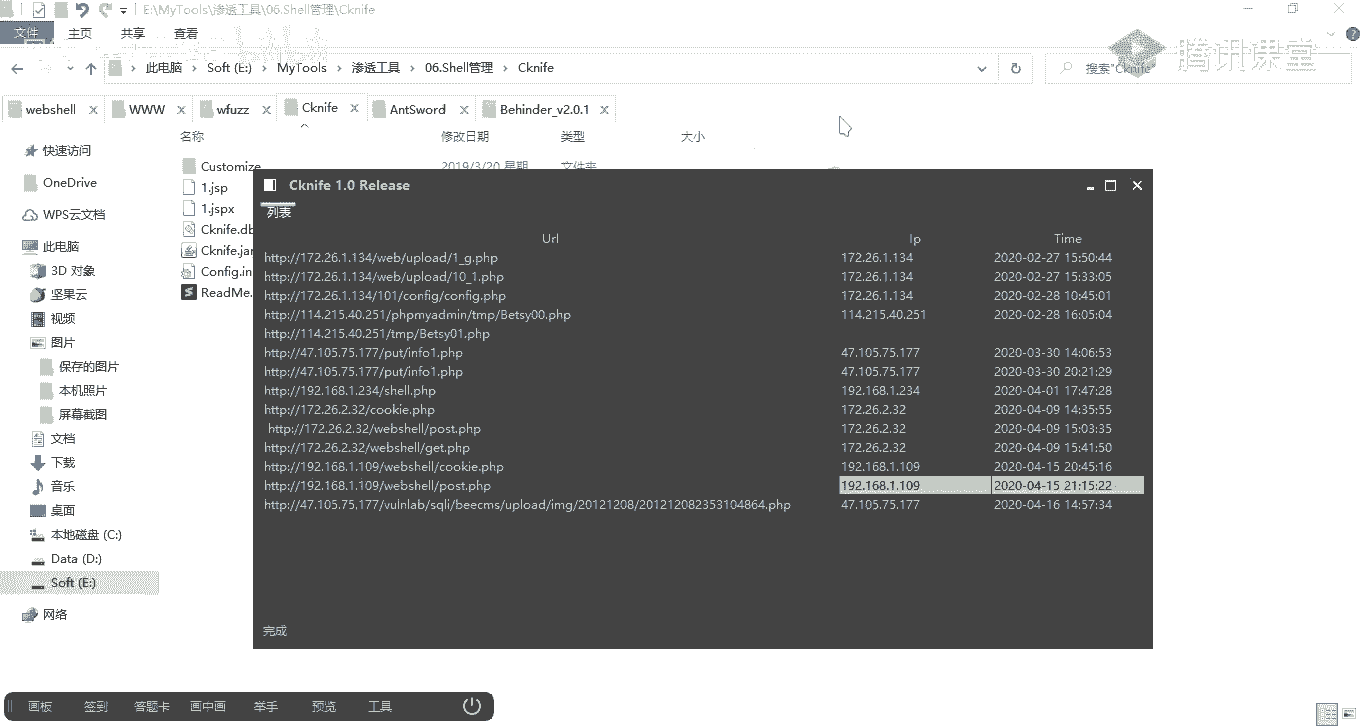 E:\MyTools\渗透工具\06.Shell管理\Cknife
文件 主页 共享 查看
此电脑 Soft (E:) MyTools 渗透工具 06.Shell管理 Cknife
搜索"Cknife"
腾讯课堂
webshell WWW wfuzz Cknife AntSword Behinder_v2.0.1
名称 修改日期 类型 大小
快速访问
OneDrive
WPS云文档
此电脑
3D 对象
坚果云
视频
图片
保存的图片
本机照片
屏幕截图
文档
下载
音乐
桌面
本地磁盘 (C:)
Data (D:)
Soft (E:)
网络
Customize 2019/3/20 星期 文件夹
1.jsp
1.jspx
Cknife.db
Cknife.jar
Config.in
ReadMe.
Cknife 1.0 Release
列表
Url Ip Time
http://172.26.1.134/web/upload/1_g.php 172.26.1.134 2020-02-27 15:50:44
http://172.26.1.134/web/upload/10_1.php 172.26.1.134 2020-02-27 15:33:05
http://172.26.1.134/101/config/config.php 172.26.1.134 2020-02-28 10:45:01
http://114.215.40.251/phpmyadmin/tmp/Betsy00.php 114.215.40.251 2020-02-28 16:05:04
http://114.215.40.251/tmp/Betsy01.php
http://47.105.75.177/put/info1.php 47.105.75.177 2020-03-30 14:06:53
http://47.105.75.177/put/info1.php 47.105.75.177 2020-03-30 20:21:29
http://192.168.1.234/shell.php 192.168.1.234 2020-04-01 17:47:28
http://172.26.2.32/cookie.php 172.26.2.32 2020-04-09 14:35:55
http://172.26.2.32/webshell/post.php 172.26.2.32 2020-04-09 15:03:35
http://172.26.2.32/webshell/get.php 172.26.2.32 2020-04-09 15:41:50
http://192.168.1.109/webshell/cookie.php 192.168.1.109 2020-04-15 20:45:16
http://192.168.1.109/webshell/post.php 192.168.1.109 2020-04-15 21:15:22
http://47.105.75.177/vulnlab/sqli/beecms/upload/img/20121208/201212082353104864.php 47.105.75.177 2020-04-16 14:57:34
完成
画板 签到 答题卡 画中画 举手 预览 工具